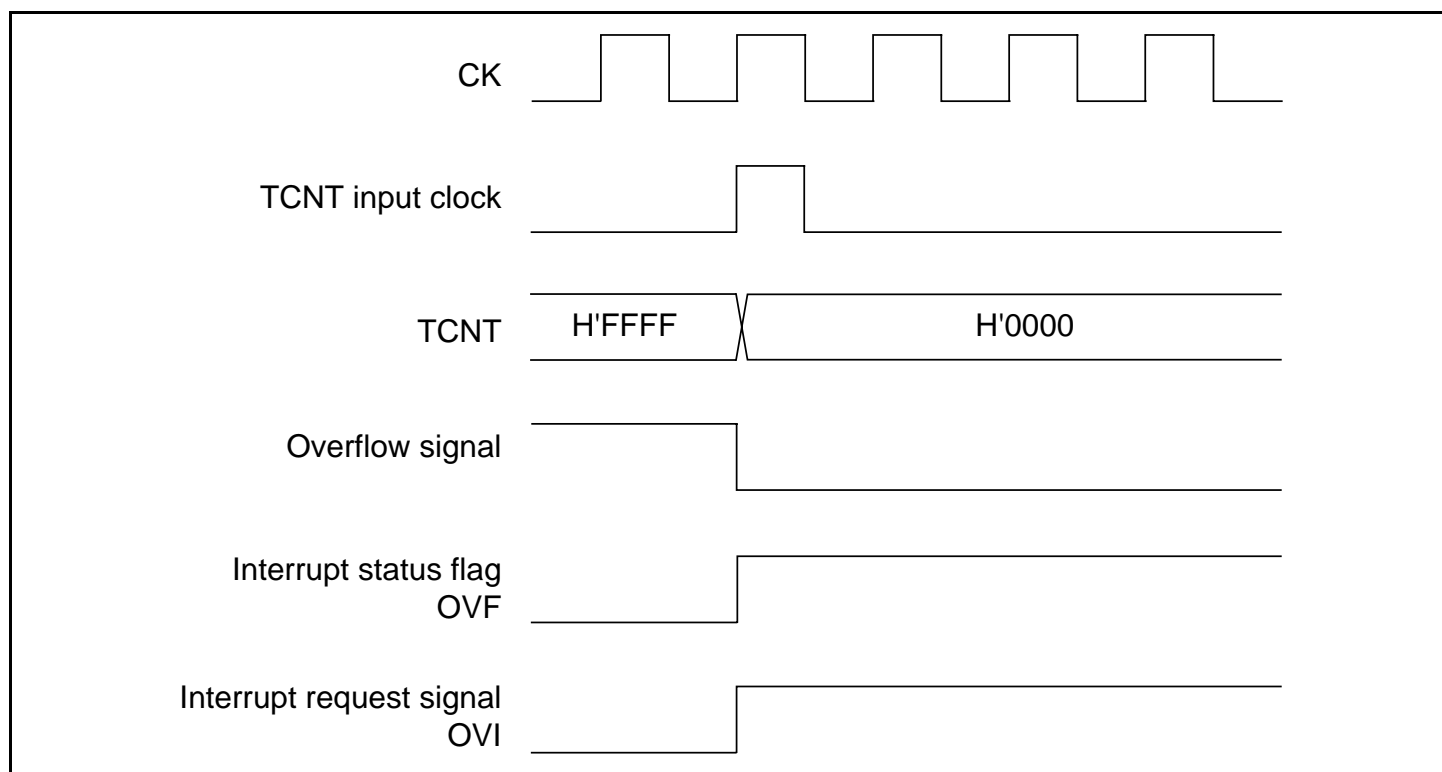 CK
TCNT input clock
TCNT
H'FFFF
H'0000
Overflow signal
Interrupt status flag
OVF
Interrupt request signal
OVI